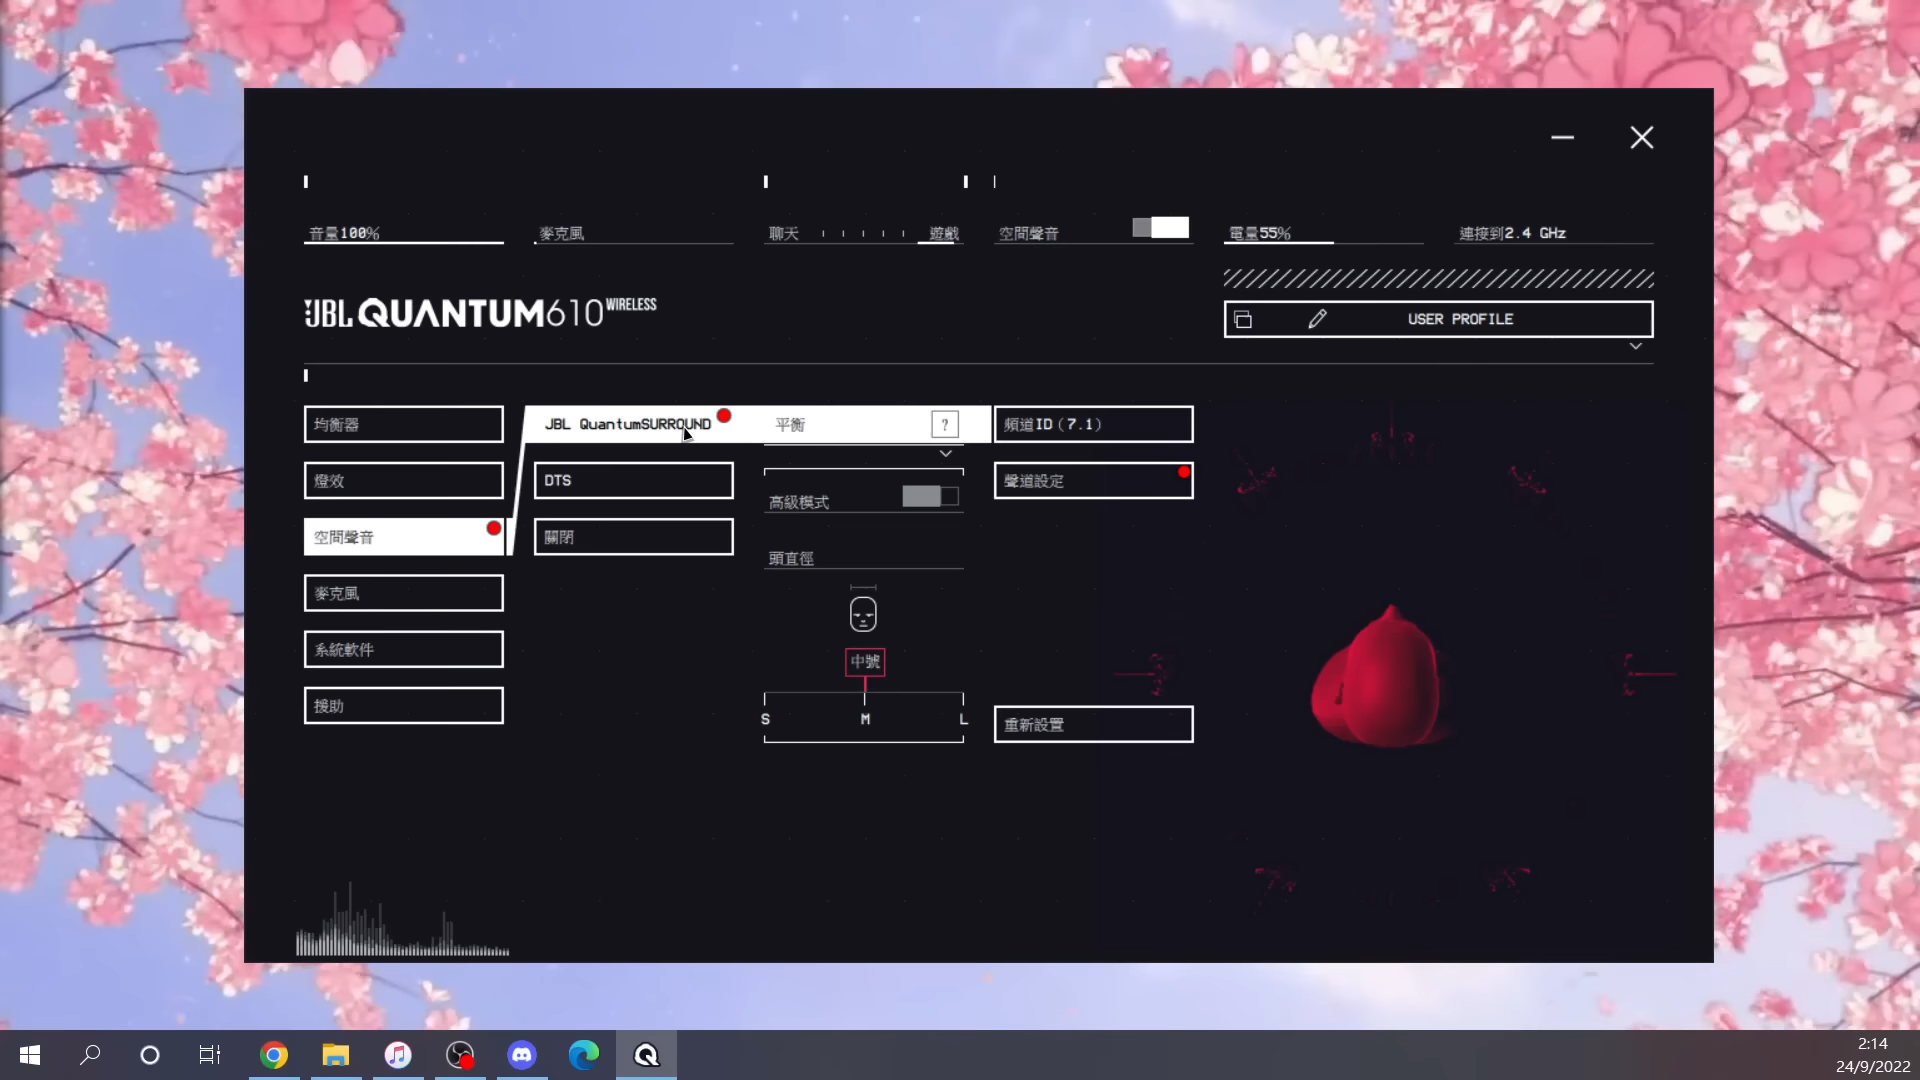 音量100%
麥克風
聊天
遊戲
空間聲音
電量55%
連接到2.4 GHz
JBL QUANTUM610 WIRELESS
USER PROFILE
均衡器
JBL QuantumSURROUND
平衡
?
頻道ID（7.1）
燈效
DTS
高級模式
聲道設定
空間聲音
關閉
頭直徑
麥克風
系統軟件
中號
援助
S M L
重新設置
2:14
24/9/2022